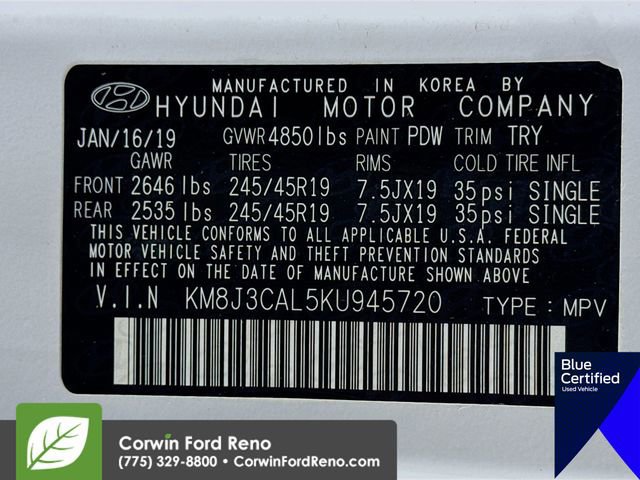 MANUFACTURED IN KOREA BY
HYUNDAI MOTOR COMPANY
JAN/16/19 GVWR 4850lbs PAINT PDW TRIM TRY
GAWR TIRES RIMS COLD TIRE INFL
FRONT 2646 lbs 245/45R19 7.5JX19 35psi SINGLE
REAR 2535 lbs 245/45R19 7.5JX19 35psi SINGLE
THIS VEHICLE CONFORMS TO ALL APPLICABLE U.S.A. FEDERAL
MOTOR VEHICLE SAFETY AND THEFT PREVENTION STANDARDS
IN EFFECT ON THE DATE OF MANUFACTURE SHOWN ABOVE.
V.I.N KM8J3CAL5KU945720 TYPE : MPV
Blue
Certified
Used Vehicle
Corwin Ford Reno
(775) 329-8800 • CorwinFordReno.com